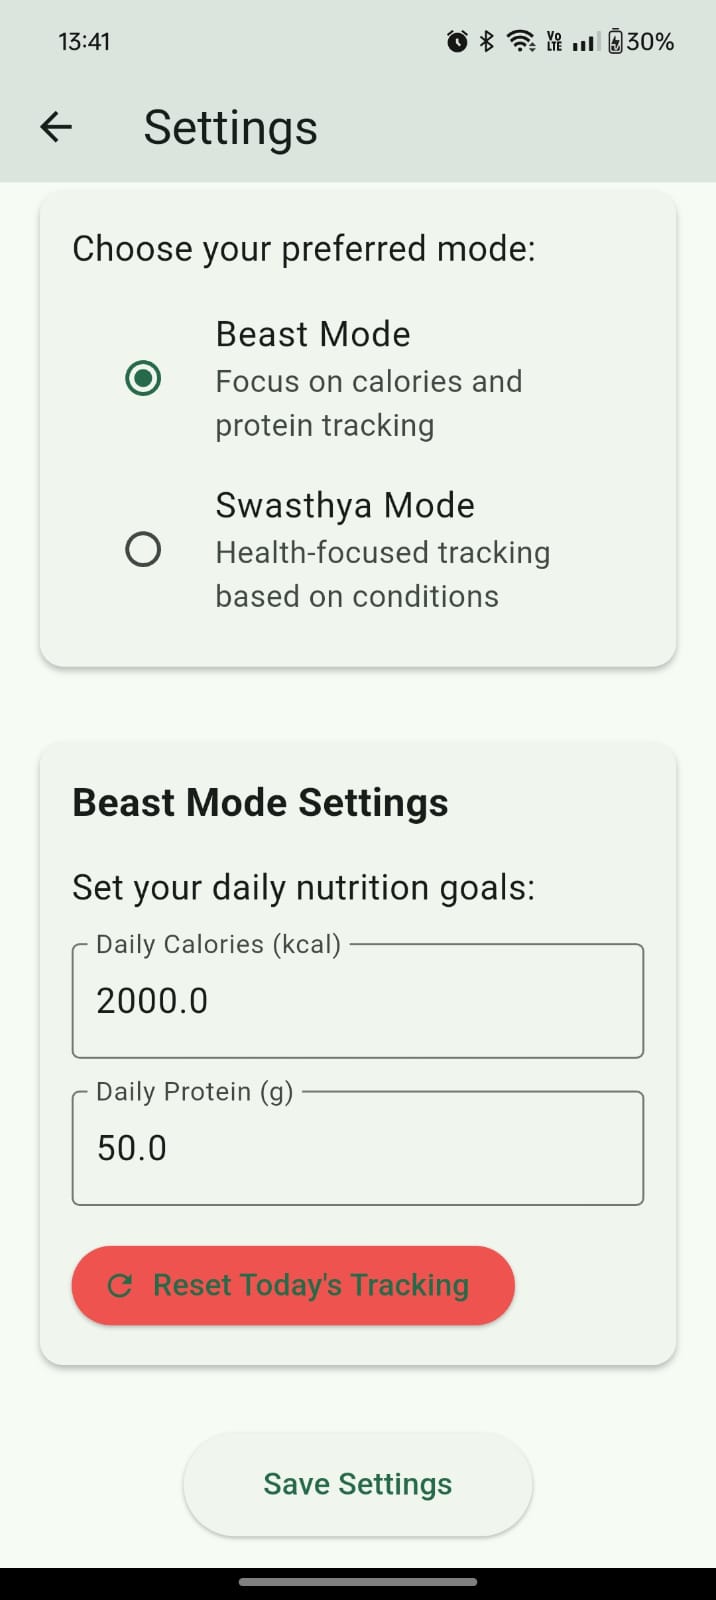 13:41
Vo
LTE
30%
Settings
Choose your preferred mode:
Beast Mode
Focus on calories and
protein tracking
Swasthya Mode
Health-focused tracking
based on conditions
Beast Mode Settings
Set your daily nutrition goals:
Daily Calories (kcal)
2000.0
Daily Protein (g)
50.0
Reset Today's Tracking
Save Settings